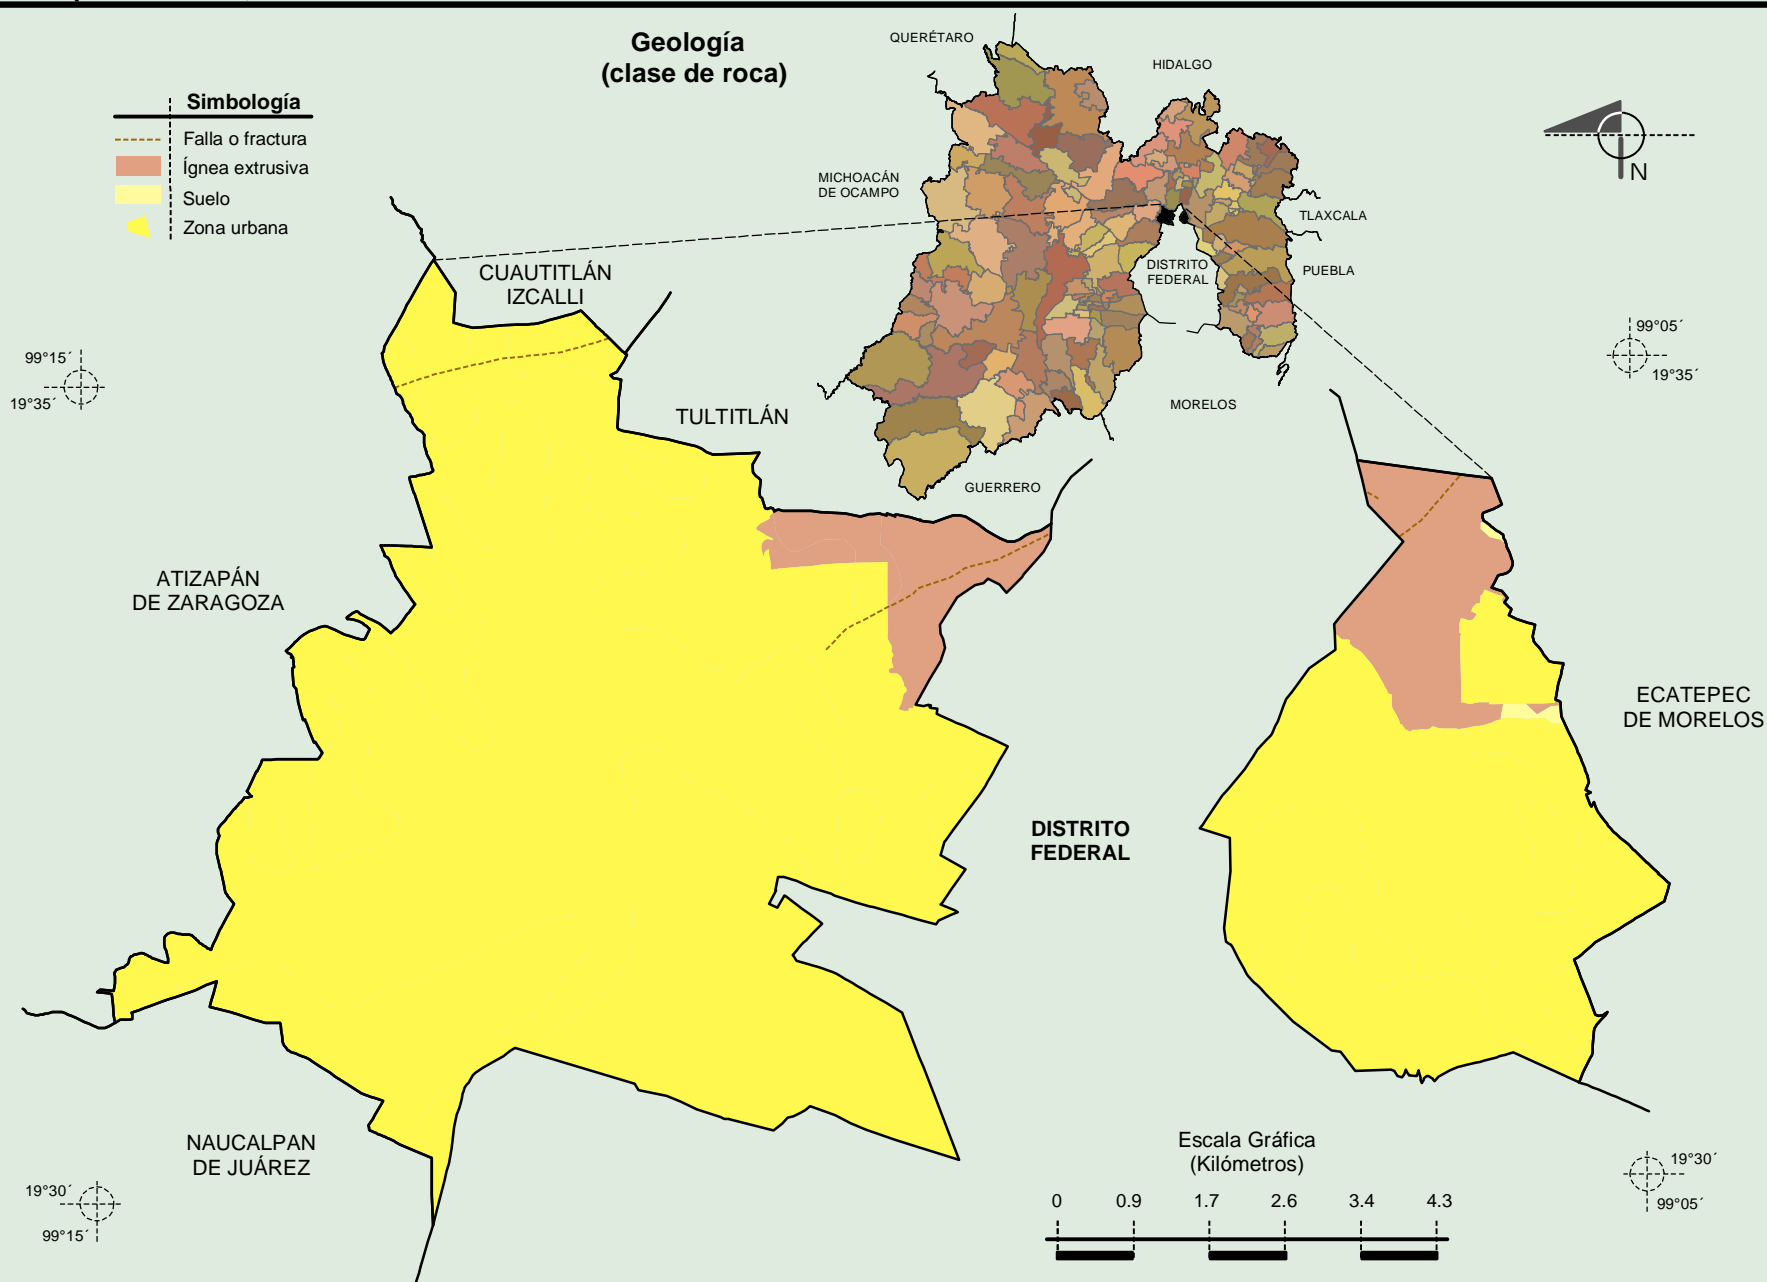 Geología
(clase de roca)
Simbología
Falla o fractura
Ígnea extrusiva
Suelo
Zona urbana
QUERÉTARO
HIDALGO
MICHOACÁN
DE OCAMPO
TLAXCALA
DISTRITO
FEDERAL
PUEBLA
MORELOS
GUERRERO
N
99°15´
19°35´
99°05´
19°35´
CUAUTITLÁN
IZCALLI
TULTITLÁN
ATIZAPÁN
DE ZARAGOZA
ECATEPEC
DE MORELOS
DISTRITO
FEDERAL
NAUCALPAN
DE JUÁREZ
19°30´
99°15´
Escala Gráfica
(Kilómetros)
0 0.9 1.7 2.6 3.4 4.3
19°30´
99°05´